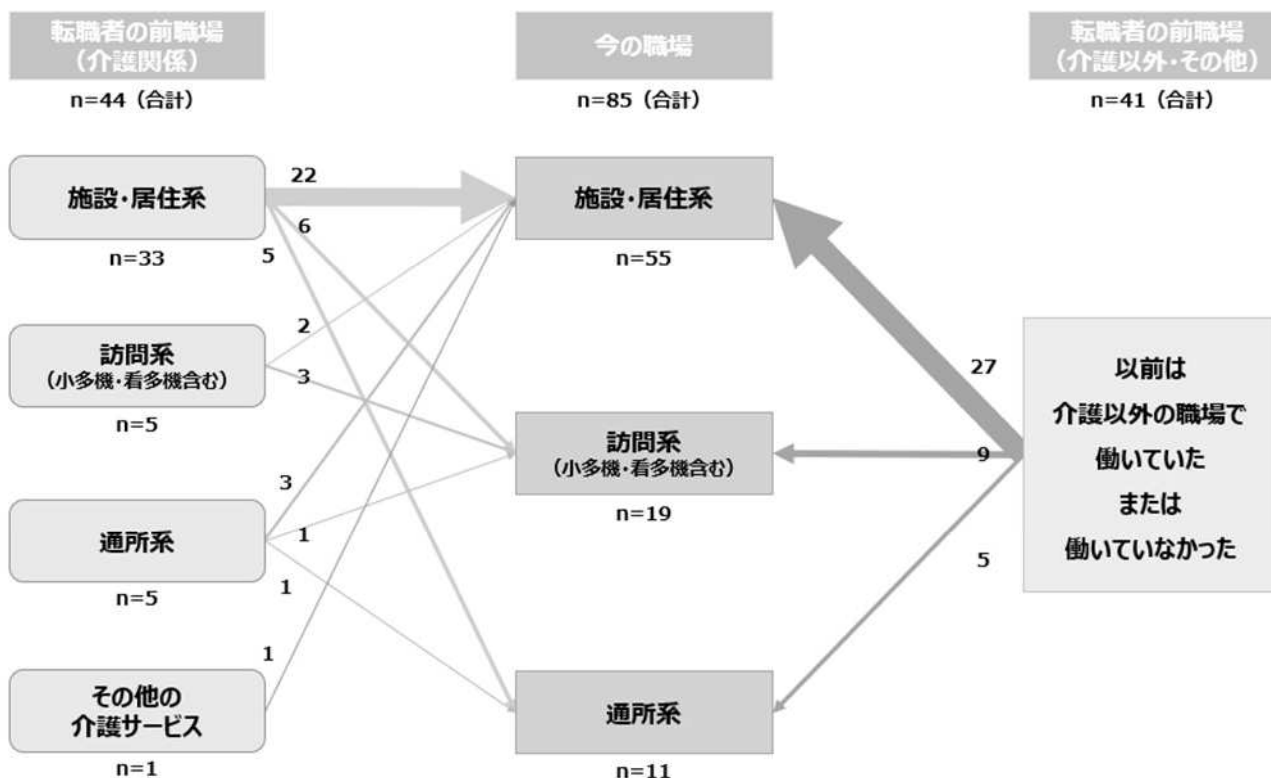 転職者の前職場
（介護関係）
n=44（合計）
今の職場
n=85（合計）
転職者の前職場
（介護以外・その他）
n=41（合計）
施設・居住系
n=33
訪問系
（小多機・看多機含む）
n=5
通所系
n=5
その他の
介護サービス
n=1
22
6
5
2
3
3
1
1
1
施設・居住系
n=55
訪問系
（小多機・看多機含む）
n=19
通所系
n=11
27
9
5
以前は
介護以外の職場で
働いていた
または
働いていなかった